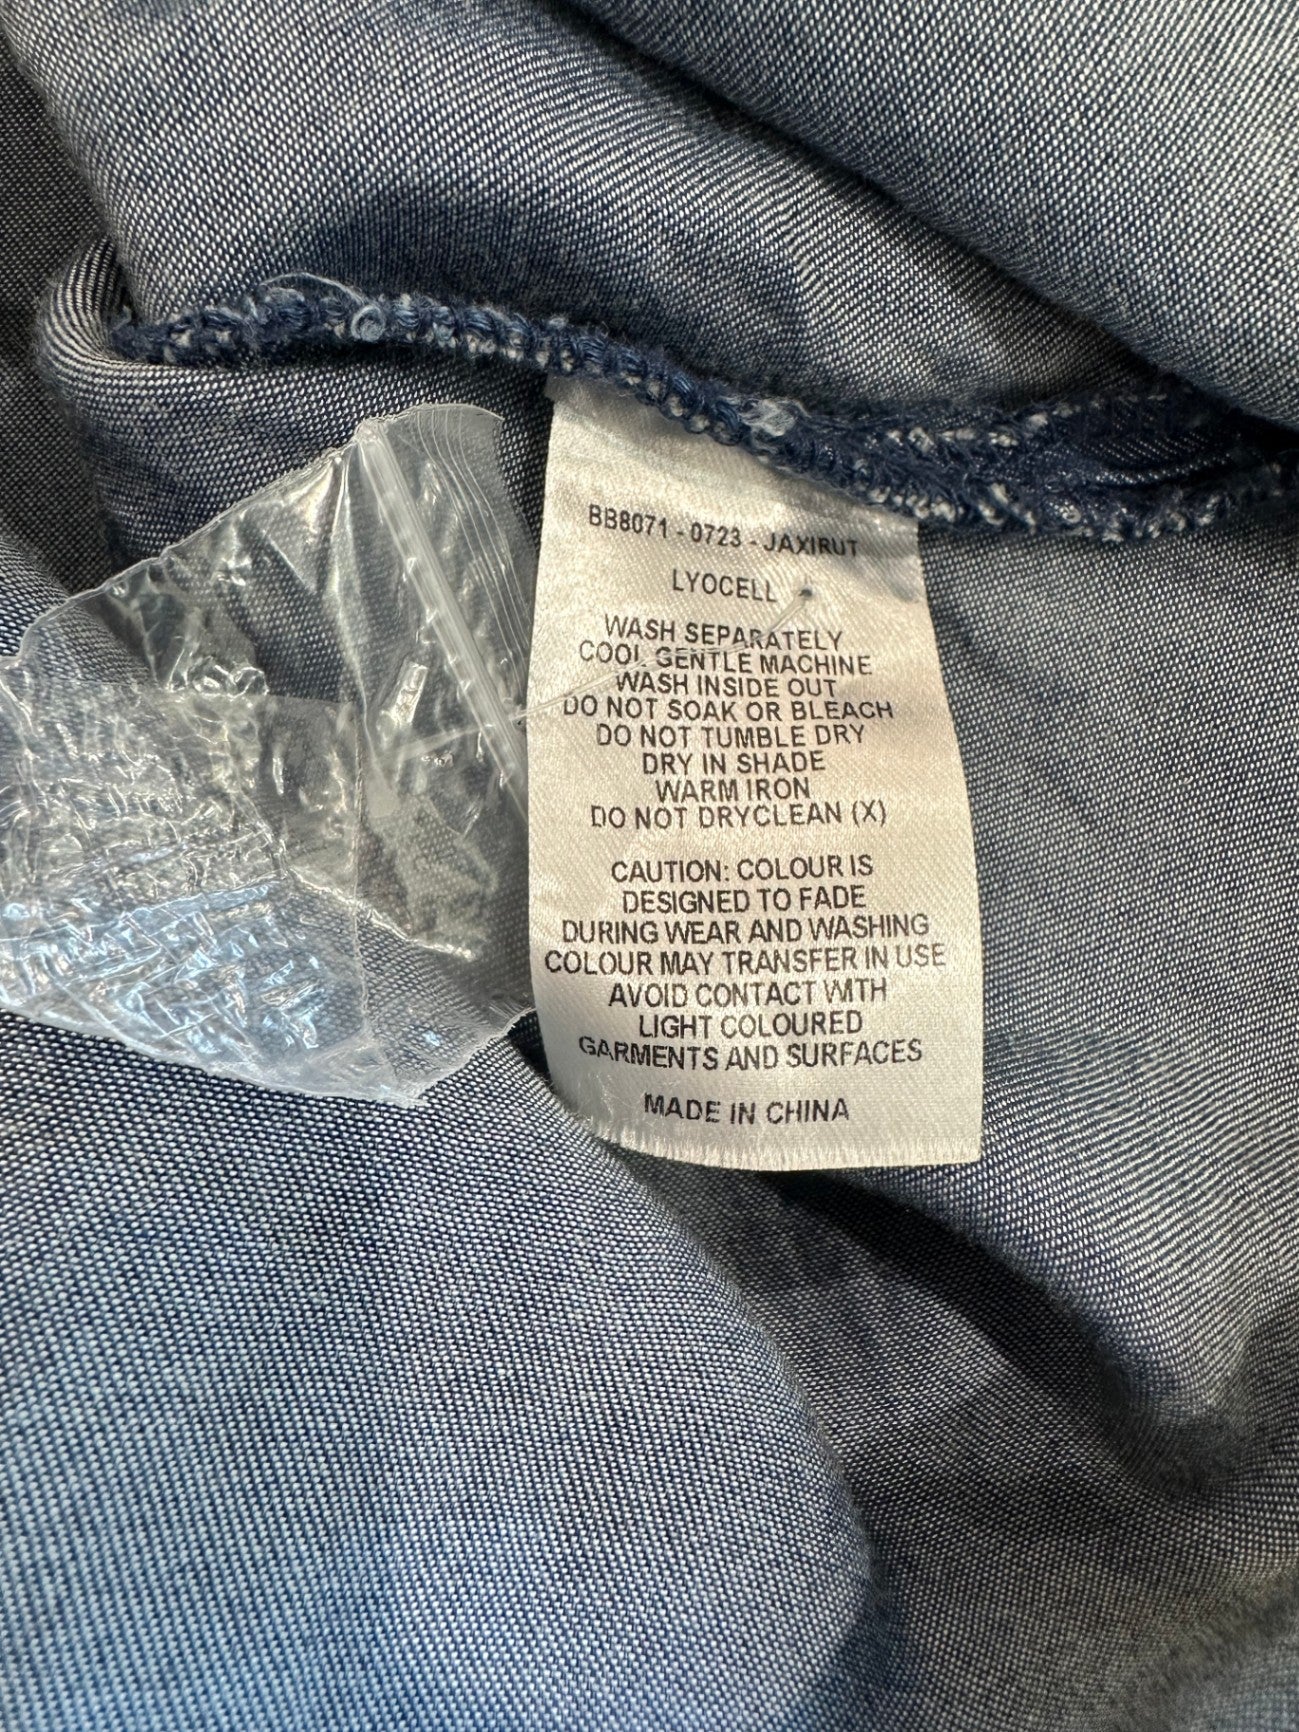 BB8071 - 0723 - JAXIRUT
LYOCELL
WASH SEPARATELY
COOL GENTLE MACHINE
WASH INSIDE OUT
DO NOT SOAK OR BLEACH
DO NOT TUMBLE DRY
DRY IN SHADE
WARM IRON
DO NOT DRYCLEAN (X)
CAUTION: COLOUR IS
DESIGNED TO FADE
DURING WEAR AND WASHING
COLOUR MAY TRANSFER IN USE
AVOID CONTACT WITH
LIGHT COLOURED
GARMENTS AND SURFACES
MADE IN CHINA